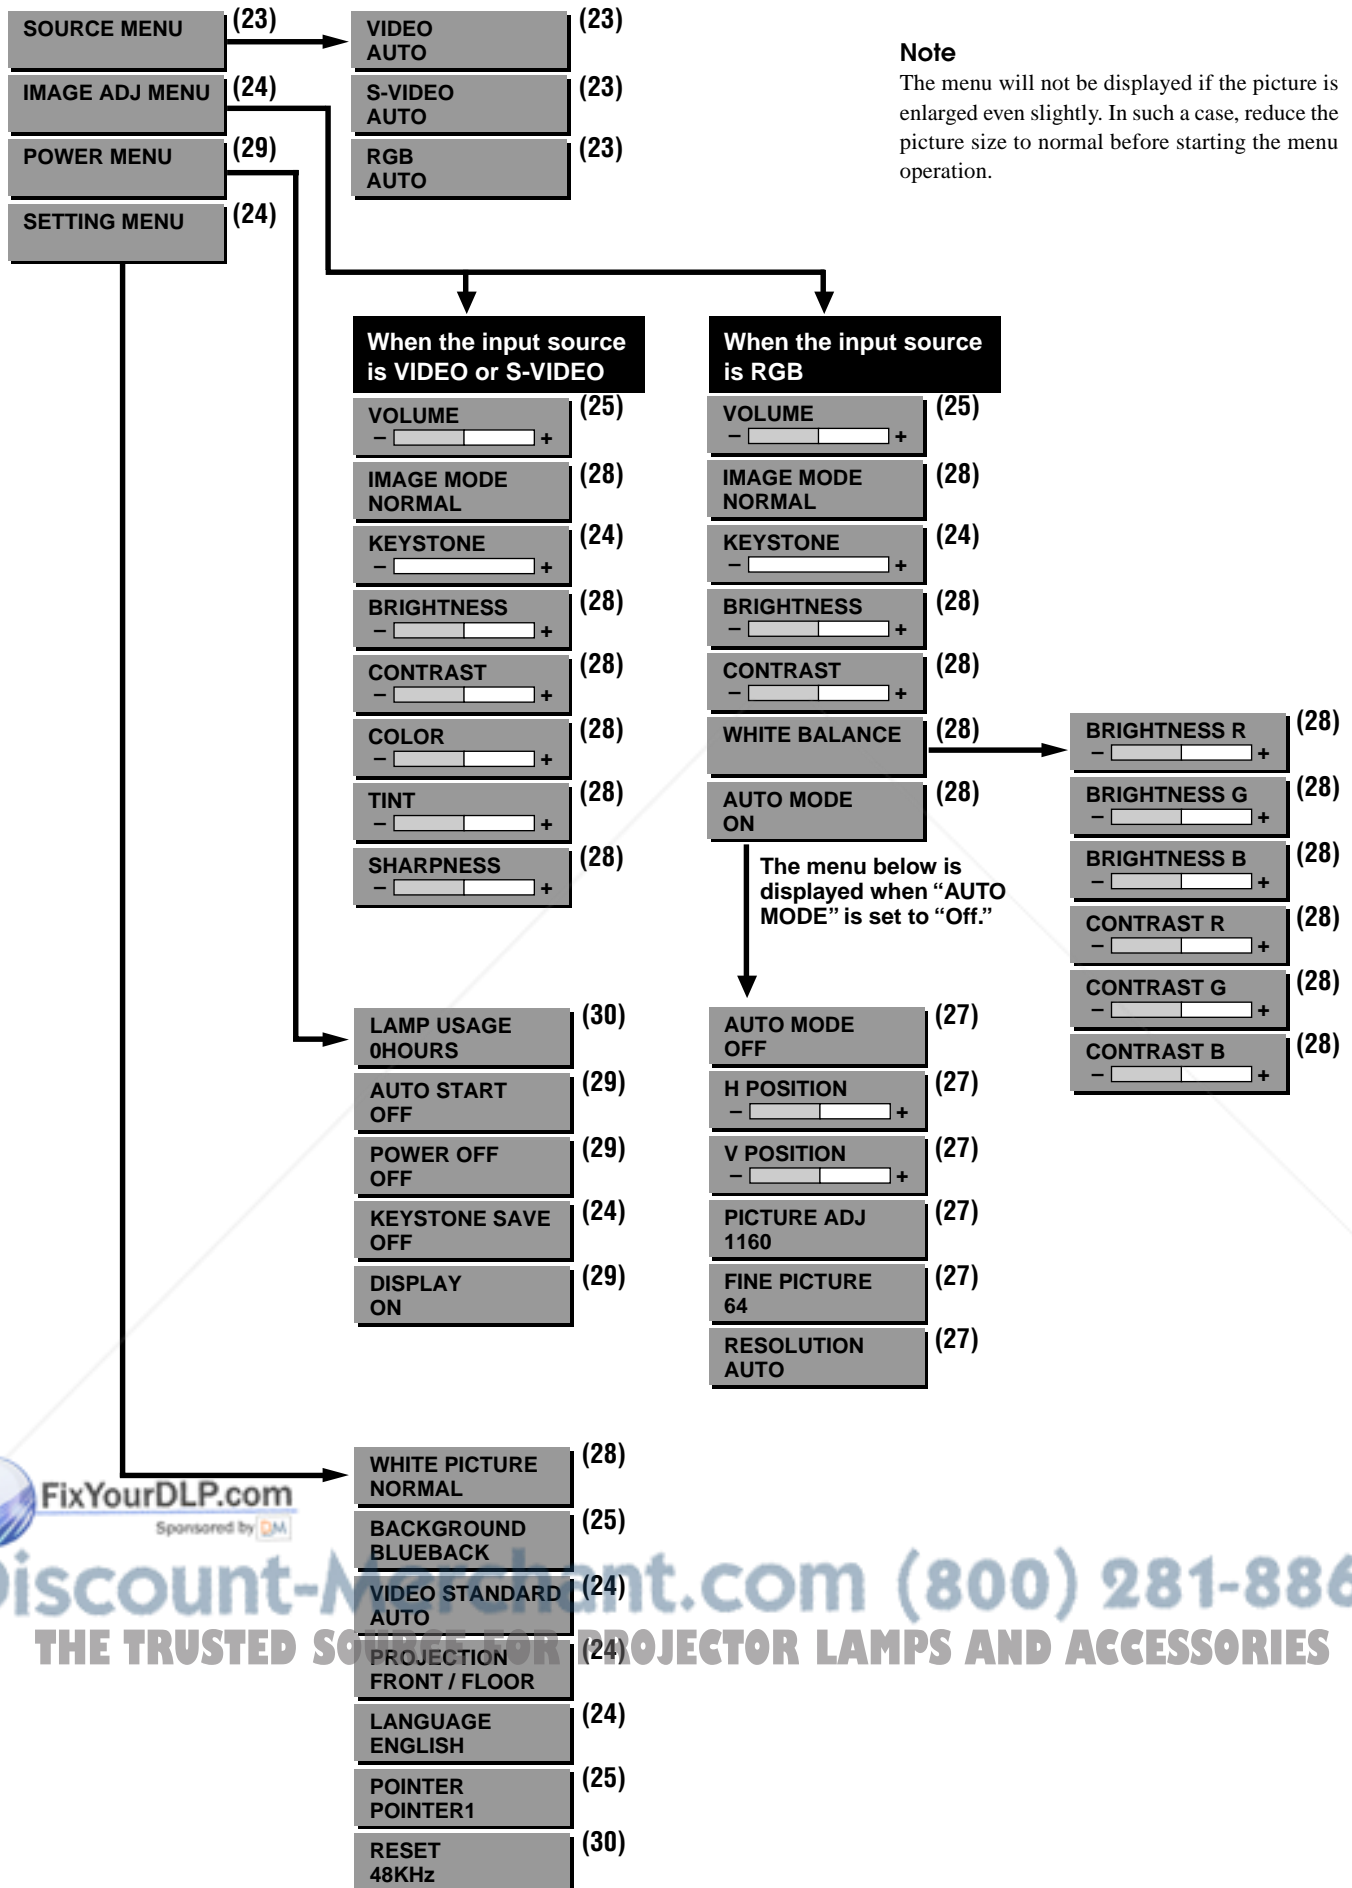 SOURCE MENU
(23)
IMAGE ADJ MENU
(24)
POWER MENU
(29)
SETTING MENU
(24)
VIDEO
AUTO
(23)
S-VIDEO
AUTO
(23)
RGB
AUTO
(23)
Note
The menu will not be displayed if the picture is
enlarged even slightly. In such a case, reduce the
picture size to normal before starting the menu
operation.
When the input source
is VIDEO or S-VIDEO
VOLUME
(25)
– +
IMAGE MODE
NORMAL
(28)
KEYSTONE
(24)
– +
BRIGHTNESS
(28)
– +
CONTRAST
(28)
– +
COLOR
(28)
– +
TINT
(28)
– +
SHARPNESS
(28)
– +
When the input source
is RGB
VOLUME
(25)
– +
IMAGE MODE
NORMAL
(28)
KEYSTONE
(24)
– +
BRIGHTNESS
(28)
– +
CONTRAST
(28)
– +
WHITE BALANCE
(28)
AUTO MODE
ON
(28)
BRIGHTNESS R
(28)
– +
BRIGHTNESS G
(28)
– +
BRIGHTNESS B
(28)
– +
CONTRAST R
(28)
– +
CONTRAST G
(28)
– +
CONTRAST B
(28)
– +
The menu below is
displayed when “AUTO
MODE” is set to “Off.”
AUTO MODE
OFF
(27)
H POSITION
(27)
– +
V POSITION
(27)
– +
PICTURE ADJ
1160
(27)
FINE PICTURE
64
(27)
RESOLUTION
AUTO
(27)
LAMP USAGE
0HOURS
(30)
AUTO START
OFF
(29)
POWER OFF
OFF
(29)
KEYSTONE SAVE
OFF
(24)
DISPLAY
ON
(29)
WHITE PICTURE
NORMAL
(28)
BACKGROUND
BLUEBACK
(25)
VIDEO STANDARD
AUTO
(24)
PROJECTION
FRONT / FLOOR
(24)
LANGUAGE
ENGLISH
(24)
POINTER
POINTER1
(25)
RESET
48KHz
(30)
FixYourDLP.com
Sponsored by DM
Discount-Merchant.com (800) 281-886
THE TRUSTED SOURCE FOR PROJECTOR LAMPS AND ACCESSORIES